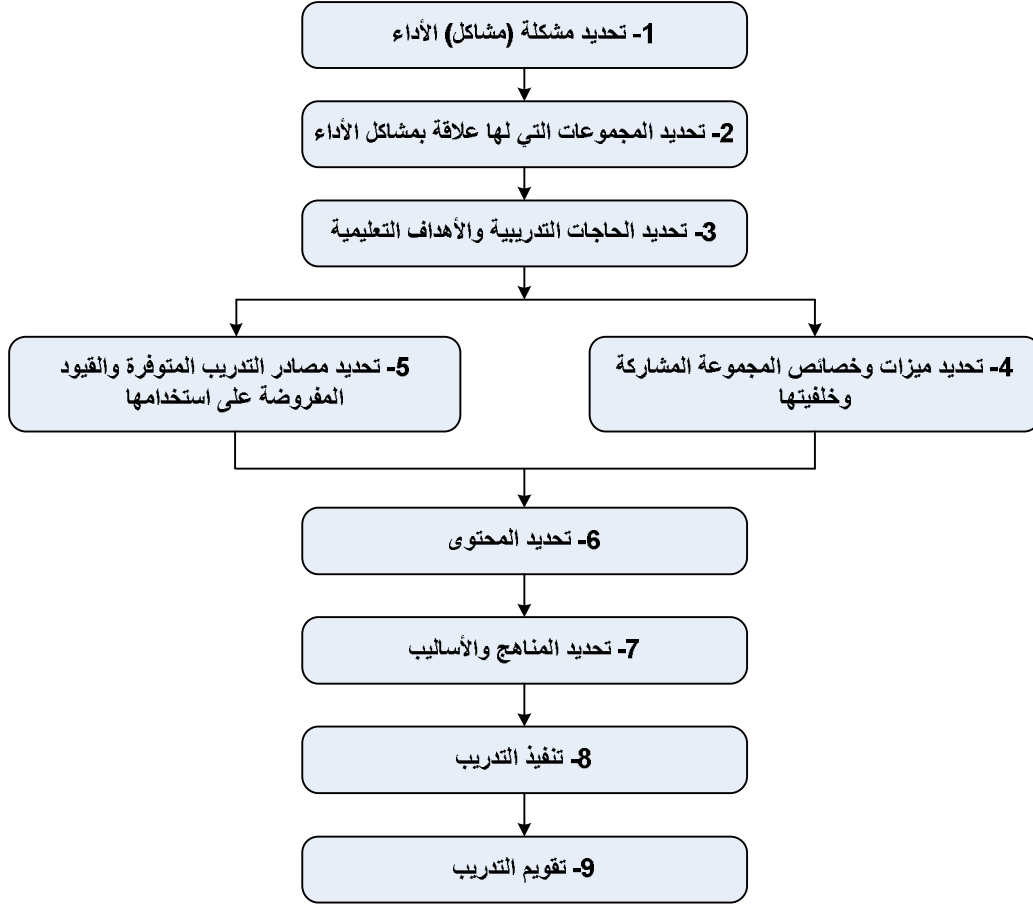 1- تحديد مشكلة (مشاكل) الأداء
2- تحديد المجموعات التي لها علاقة بمشاكل الأداء
3- تحديد الحاجات التدريبية والأهداف التعليمية
4- تحديد ميزات وخصائص المجموعة المشاركة
وخلفيتها
5- تحديد مصادر التدريب المتوفرة والقيود
المفروضة على استخدامها
6- تحديد المحتوى
7- تحديد المناهج والأساليب
8- تنفيذ التدريب
9- تقويم التدريب